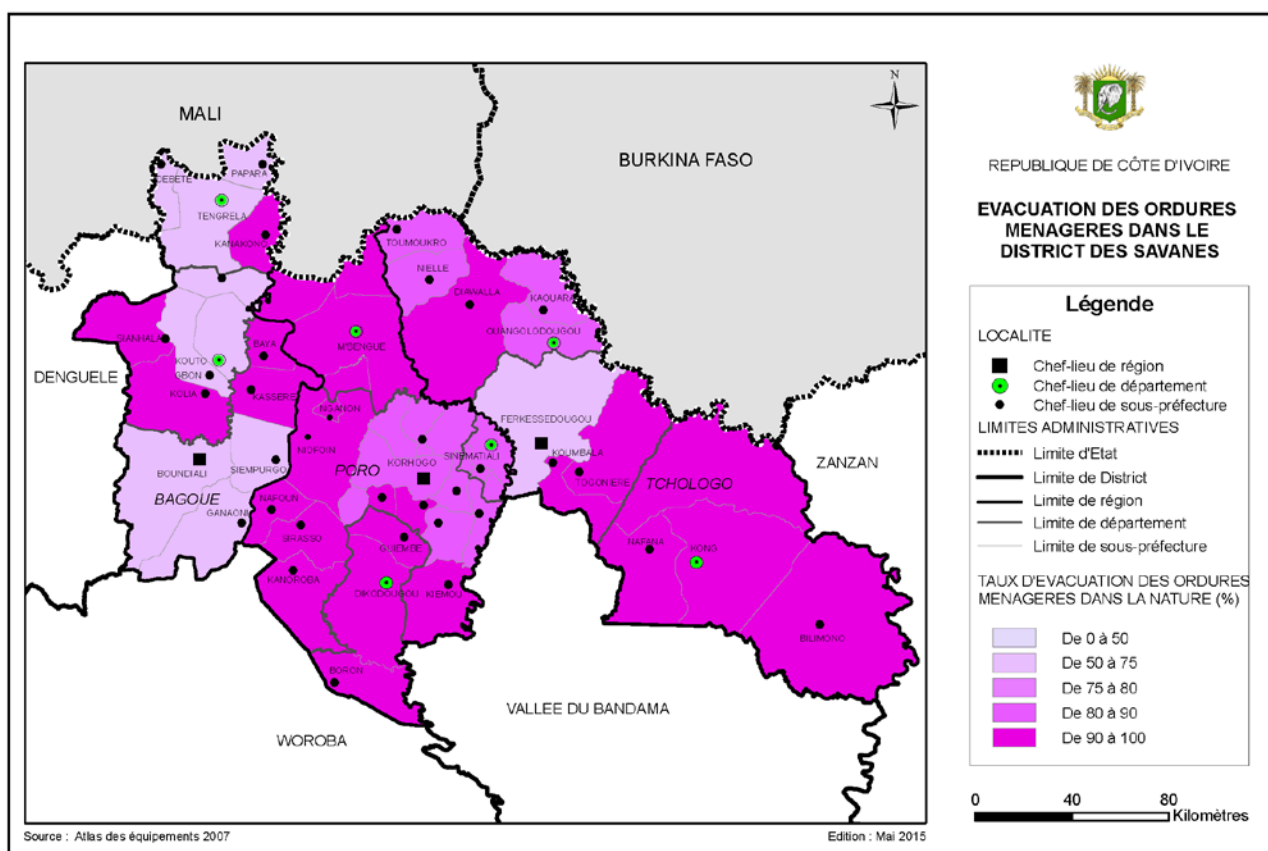 MALI
BURKINA FASO
N
DEBETE
PAPARA
TENGRELA
KANAKONO
TOUMOUKRO
NIELLE
DIAWALLA
KAOUARA
OUANGOLODOUGOU
SIANHALA
BAYA
M'BENGUE
KOUTO
GBON
DENGUELE
KOLIA
KASSERE
NGANON
FERKESSEDOUGOU
NIOFOIN
SINEMATIALI
KOUMBALA
ZANZAN
BOUNDIALI
SIEMPURGO
PORO
KORHOGO
TOGONIERE
TCHOLOGO
BAGOUE
NAFOUN
GANAONI
SIRASSO
GUIEMBE
NAFANA
KONG
KANOROBA
DIKODOUGOU
KIEMOU
BILIMONO
BORON
VALLEE DU BANDAMA
WOROBA
Source : Atlas des équipements 2007
Edition : Mai 2015
REPUBLIQUE DE CÔTE D'IVOIRE
EVACUATION DES ORDURES
MENAGERES DANS LE
DISTRICT DES SAVANES
Légende
LOCALITE
Chef-lieu de région
Chef-lieu de département
Chef-lieu de sous-préfecture
LIMITES ADMINISTRATIVES
Limite d'Etat
Limite de District
Limite de région
Limite de département
Limite de sous-préfecture
TAUX D'EVACUATION DES ORDURES
MENAGERES DANS LA NATURE (%)
De 0 à 50
De 50 à 75
De 75 à 80
De 80 à 90
De 90 à 100
0 40 80
Kilomètres